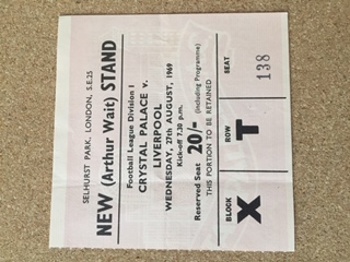 SELHURST PARK, LONDON, S.E.25
NEW (Arthur Wait) STAND
Football League Division 1
CRYSTAL PALACE v.
LIVERPOOL
WEDNESDAY, 27th AUGUST, 1969
Kick-off 7.30 p.m.
Reserved Seat 20/- (including Programme)
THIS PORTION TO BE RETAINED
BLOCK ROW SEAT
X T 138